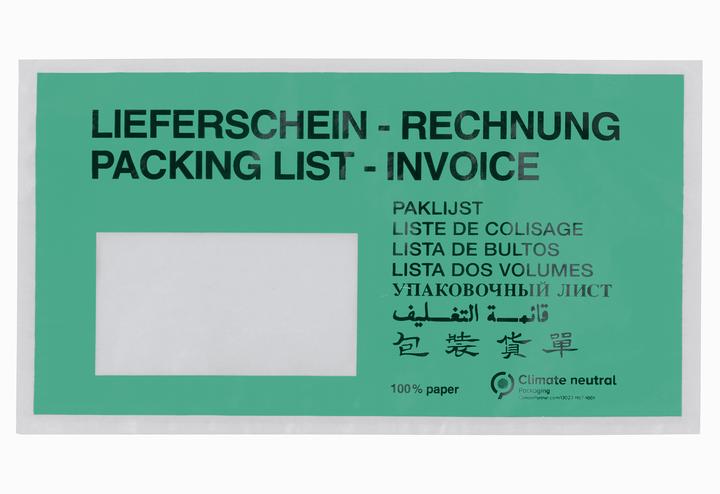 LIEFERSCHEIN - RECHNUNG
PACKING LIST - INVOICE
PAKLIJST
LISTE DE COLISAGE
LISTA DE BULTOS
LISTA DOS VOLUMES
УПАКОВОЧНЫЙ ЛИСТ
قائمة التغليف
包裝貨單
100% paper
Climate neutral
Packaging